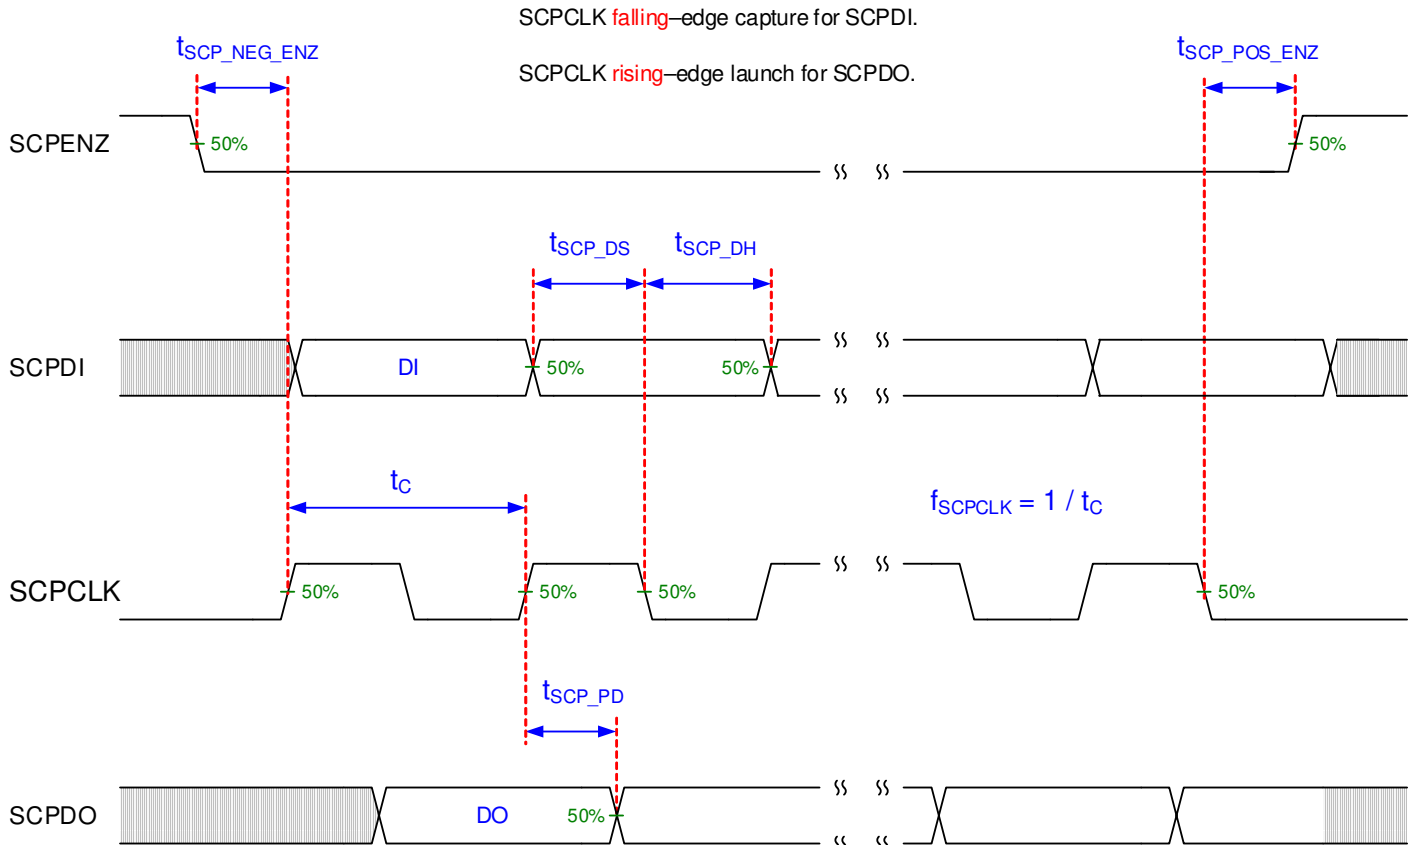 SCPCLK falling–edge capture for SCPDI.
tSCP_NEG_ENZ
tSCP_POS_ENZ
SCPCLK rising–edge launch for SCPDO.
SCPENZ
50%
50%
tSCP_DS
tSCP_DH
SCPDI
DI
50%
50%
tC
fSCPCLK = 1 / tC
SCPCLK
50%
50%
50%
50%
tSCP_PD
SCPDO
DO
50%